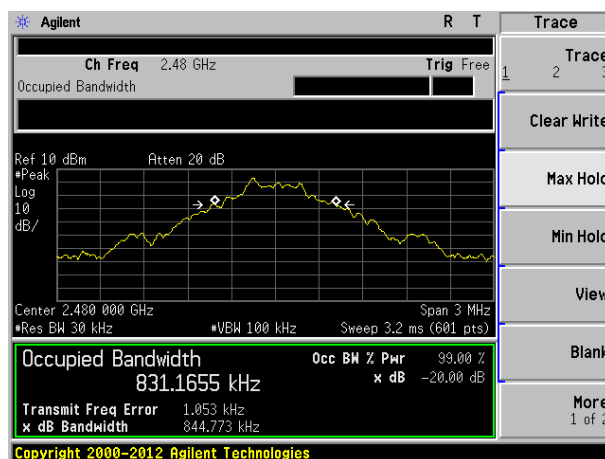 Agilent R T Trace
Ch Freq 2.48 GHz Trig Free
Occupied Bandwidth
Trace
1 2 3
Clear Write
Max Hold
Min Hold
View
Blank
More
1 of 2
Ref 10 dBm Atten 20 dB
#Peak
Log
10
dB/
Center 2.480 000 GHz Span 3 MHz
#Res BW 30 kHz #VBW 100 kHz Sweep 3.2 ms (601 pts)
Occupied Bandwidth
831.1655 kHz
Occ BW % Pwr 99.00 %
x dB -20.00 dB
Transmit Freq Error 1.053 kHz
x dB Bandwidth 844.773 kHz
Copyright 2000-2012 Agilent Technologies